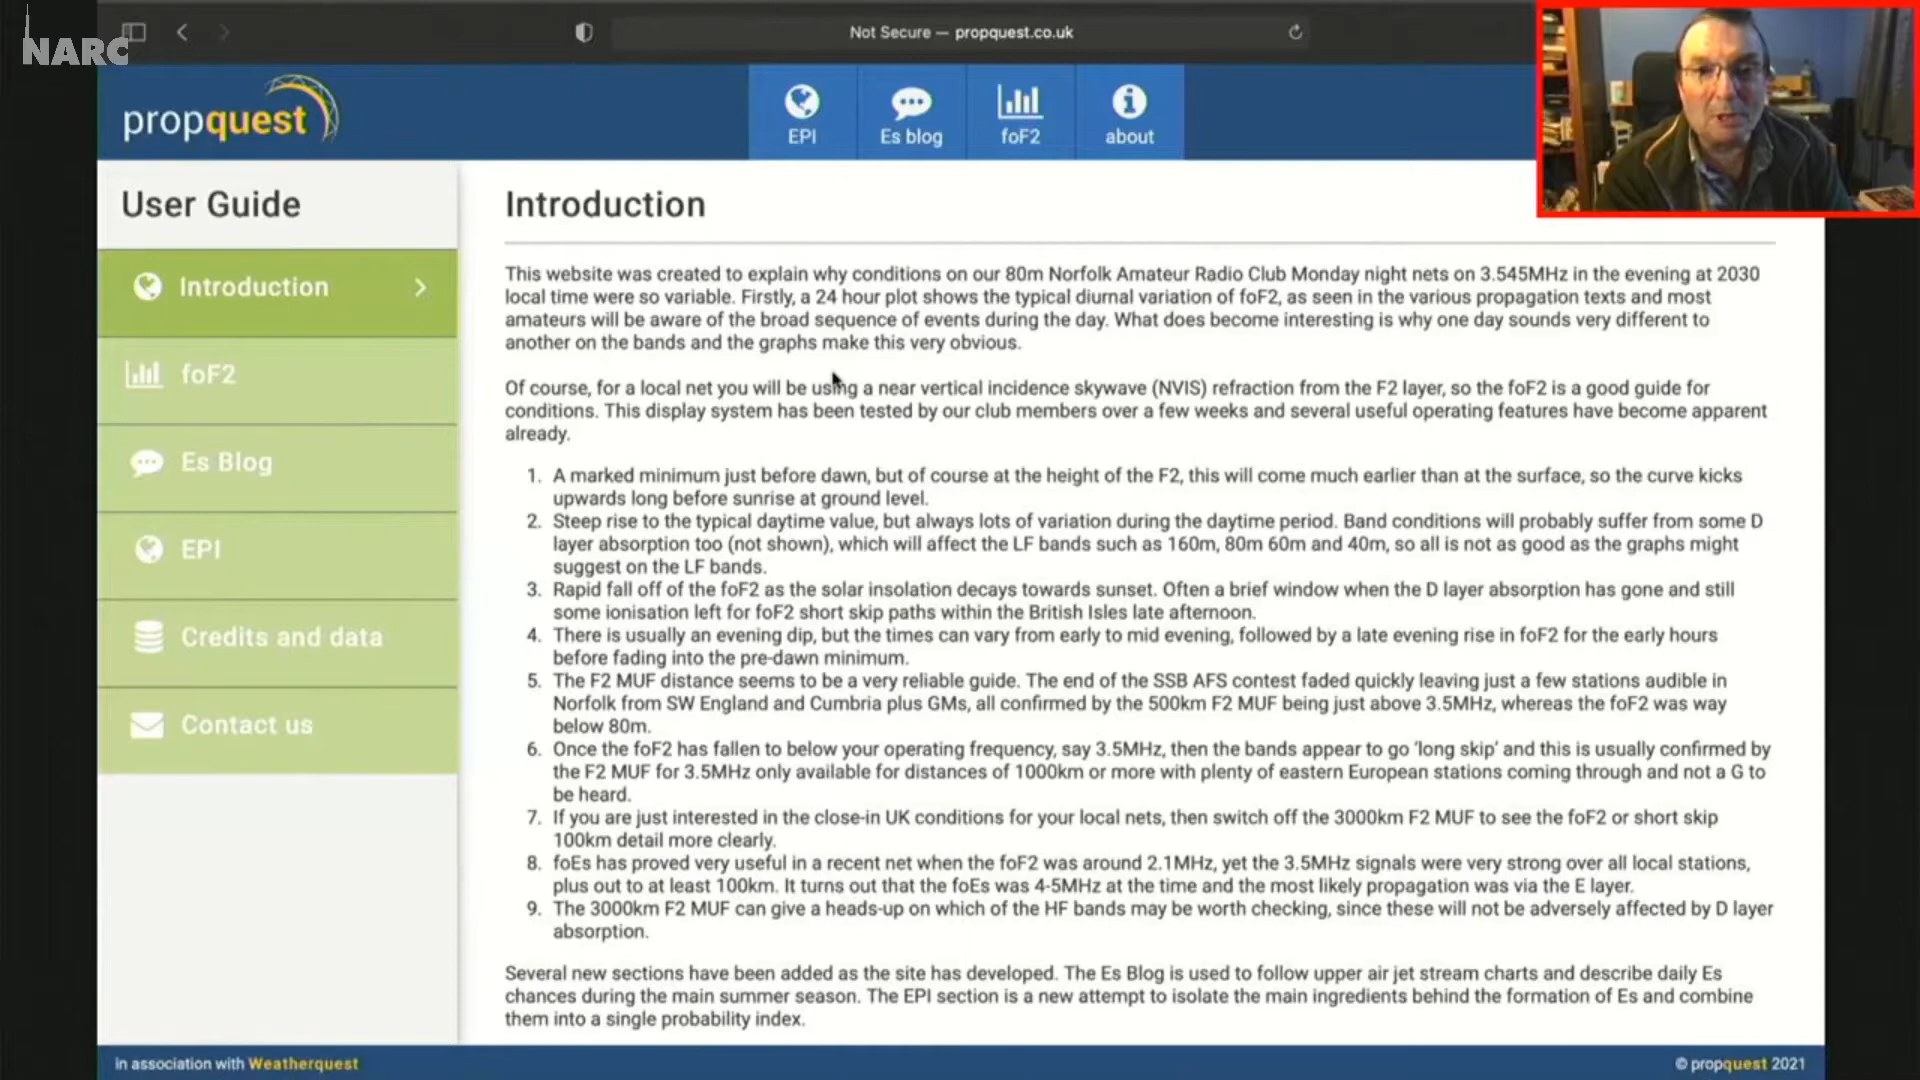 NARC
Not Secure — propquest.co.uk
propquest
EPI
Es blog
foF2
about
User Guide
Introduction
foF2
Es Blog
EPI
Credits and data
Contact us
Introduction
This website was created to explain why conditions on our 80m Norfolk Amateur Radio Club Monday night nets on 3.545MHz in the evening at 2030
local time were so variable. Firstly, a 24 hour plot shows the typical diurnal variation of foF2, as seen in the various propagation texts and most
amateurs will be aware of the broad sequence of events during the day. What does become interesting is why one day sounds very different to
another on the bands and the graphs make this very obvious.
Of course, for a local net you will be using a near vertical incidence skywave (NVIS) refraction from the F2 layer, so the foF2 is a good guide for
conditions. This display system has been tested by our club members over a few weeks and several useful operating features have become apparent
already.
1. A marked minimum just before dawn, but of course at the height of the F2, this will come much earlier than at the surface, so the curve kicks
upwards long before sunrise at ground level.
2. Steep rise to the typical daytime value, but always lots of variation during the daytime period. Band conditions will probably suffer from some D
layer absorption too (not shown), which will affect the LF bands such as 160m, 80m 60m and 40m, so all is not as good as the graphs might
suggest on the LF bands.
3. Rapid fall off of the foF2 as the solar insolation decays towards sunset. Often a brief window when the D layer absorption has gone and still
some ionisation left for foF2 short skip paths within the British Isles late afternoon.
4. There is usually an evening dip, but the times can vary from early to mid evening, followed by a late evening rise in foF2 for the early hours
before fading into the pre-dawn minimum.
5. The F2 MUF distance seems to be a very reliable guide. The end of the SSB AFS contest faded quickly leaving just a few stations audible in
Norfolk from SW England and Cumbria plus GMs, all confirmed by the 500km F2 MUF being just above 3.5MHz, whereas the foF2 was way
below 80m.
6. Once the foF2 has fallen to below your operating frequency, say 3.5MHz, then the bands appear to go 'long skip' and this is usually confirmed by
the F2 MUF for 3.5MHz only available for distances of 1000km or more with plenty of eastern European stations coming through and not a G to
be heard.
7. If you are just interested in the close-in UK conditions for your local nets, then switch off the 3000km F2 MUF to see the foF2 or short skip
100km detail more clearly.
8. foEs has proved very useful in a recent net when the foF2 was around 2.1MHz, yet the 3.5MHz signals were very strong over all local stations,
plus out to at least 100km. It turns out that the foEs was 4-5MHz at the time and the most likely propagation was via the E layer.
9. The 3000km F2 MUF can give a heads-up on which of the HF bands may be worth checking, since these will not be adversely affected by D layer
absorption.
Several new sections have been added as the site has developed. The Es Blog is used to follow upper air jet stream charts and describe daily Es
chances during the main summer season. The EPI section is a new attempt to isolate the main ingredients behind the formation of Es and combine
them into a single probability index.
in association with Weatherquest
© propquest 2021